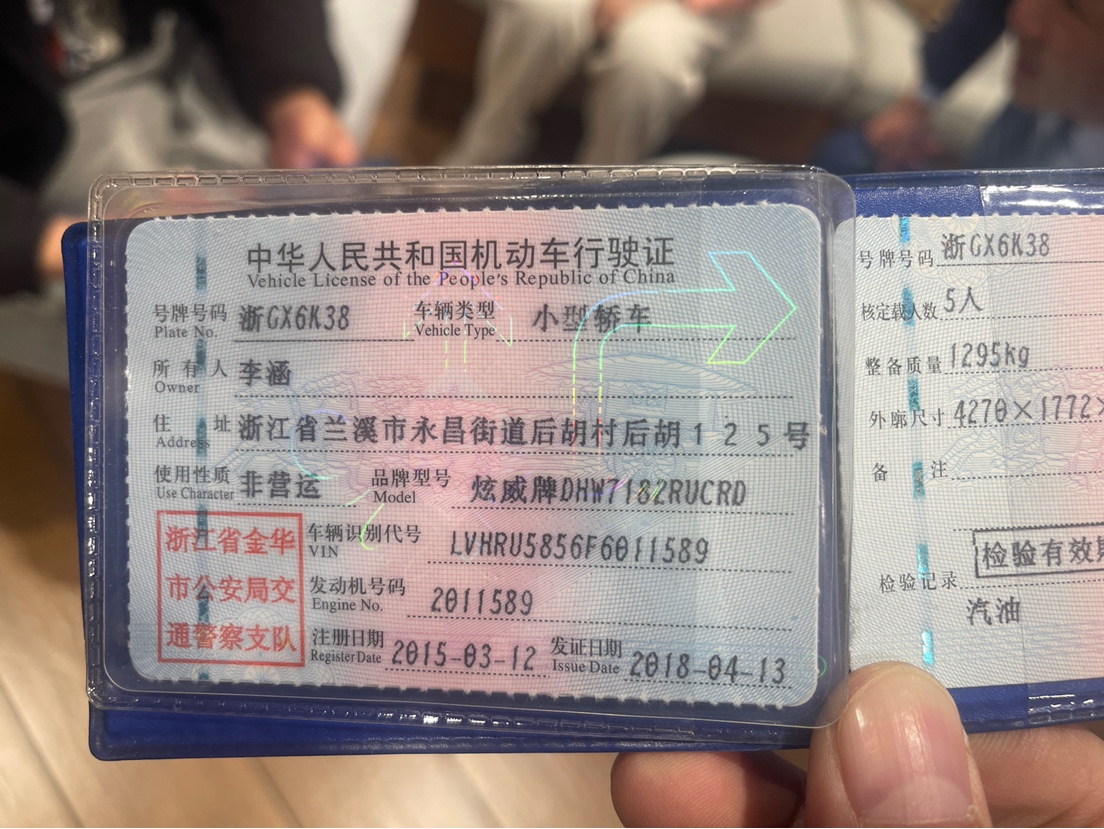 中华人民共和国机动车行驶证
Vehicle License of the People's Republic of China
号牌号码 浙GX6K38 车辆类型 小型轿车
Plate No. Vehicle Type
所有人 李涵
Owner
住址 浙江省兰溪市永昌街道后胡村后胡125号
Address
使用性质 非营运 品牌型号 炫威牌DHW7182RUCRD
Use Character Model
浙江省金华
市公安局交
通警察支队
车辆识别代号 LVHRU5856F6011589
VIN
发动机号码 2011589
Engine No.
注册日期 2015-03-12 发证日期 2018-04-13
Register Date Issue Date
号牌号码 浙GX6K38
核定载人数 5人
整备质量 1295kg
外廓尺寸 4270×1772×
备注
检验有效期
检验记录
汽油